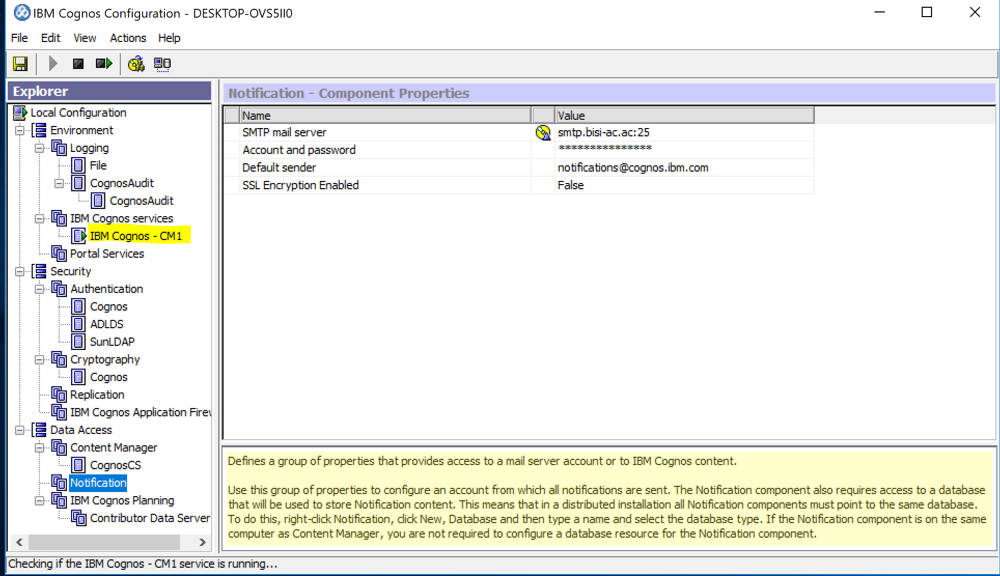 IBM Cognos Configuration - DESKTOP-OVS5II0
File Edit View Actions Help
Explorer
Local Configuration
Environment
Logging
File
CognosAudit
CognosAudit
IBM Cognos services
IBM Cognos - CM1
Portal Services
Security
Authentication
Cognos
ADLDS
SunLDAP
Cryptography
Cognos
Replication
IBM Cognos Application Firew
Data Access
Content Manager
CognosCS
Notification
IBM Cognos Planning
Contributor Data Server
Notification - Component Properties
Name Value
SMTP mail server smtp.bisi-ac.ac:25
Account and password ***************
Default sender notifications@cognos.ibm.com
SSL Encryption Enabled False
Defines a group of properties that provides access to a mail server account or to IBM Cognos content.
Use this group of properties to configure an account from which all notifications are sent. The Notification component also requires access to a database
that will be used to store Notification content. This means that in a distributed installation all Notification components must point to the same database.
To do this, right-click Notification, click New, Database and then type a name and select the database type. If the Notification component is on the same
computer as Content Manager, you are not required to configure a database resource for the Notification component.
Checking if the IBM Cognos - CM1 service is running...